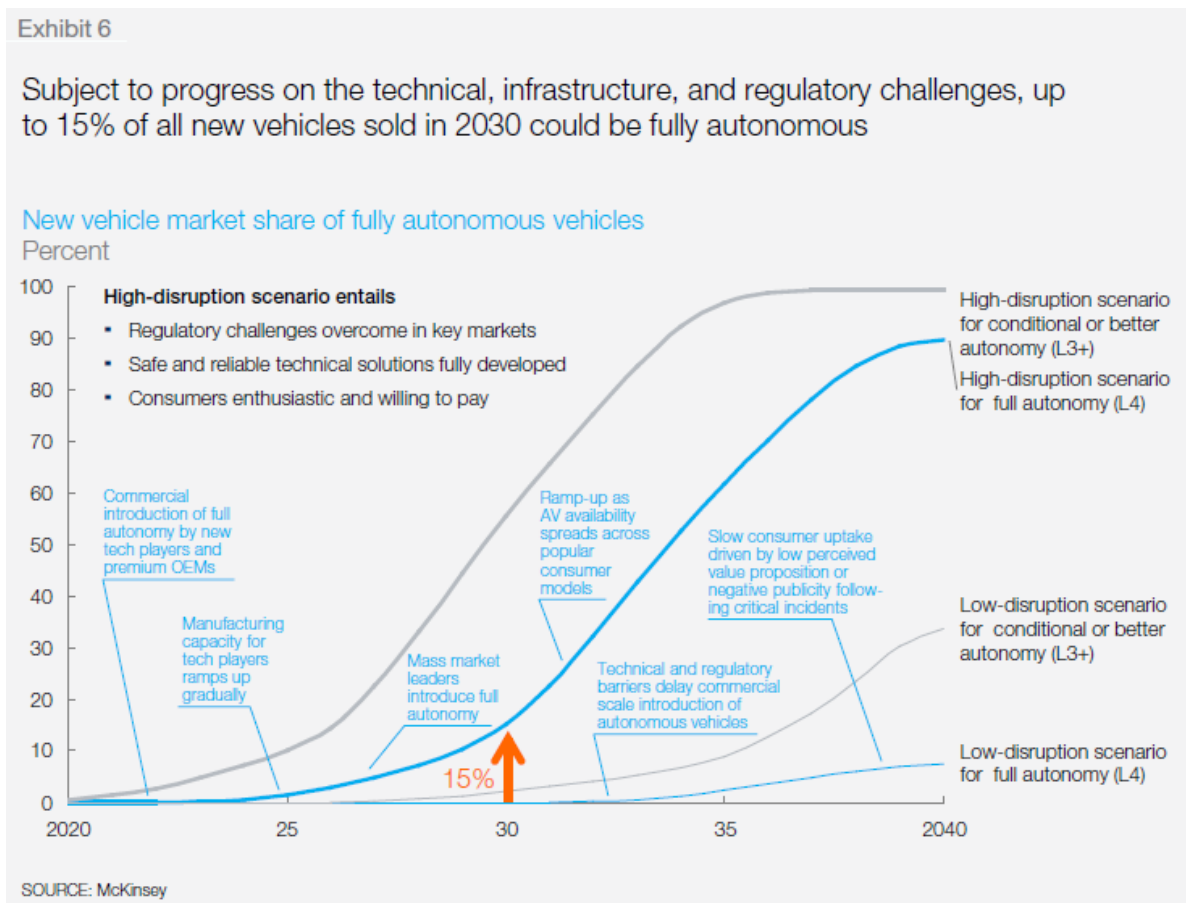 Exhibit 6
Subject to progress on the technical, infrastructure, and regulatory challenges, up
to 15% of all new vehicles sold in 2030 could be fully autonomous
New vehicle market share of fully autonomous vehicles
Percent
100
90
80
70
60
50
40
30
20
10
0
High-disruption scenario entails
▪ Regulatory challenges overcome in key markets
▪ Safe and reliable technical solutions fully developed
▪ Consumers enthusiastic and willing to pay
Commercial
introduction of full
autonomy by new
tech players and
premium OEMs
Manufacturing
capacity for
tech players
ramps up
gradually
Mass market
leaders
introduce full
autonomy
15%
Ramp-up as
AV availability
spreads across
popular
consumer
models
Technical and regulatory
barriers delay commercial
scale introduction of
autonomous vehicles
Slow consumer uptake
driven by low perceived
value proposition or
negative publicity follow-
ing critical incidents
High-disruption scenario
for conditional or better
autonomy (L3+)
High-disruption scenario
for full autonomy (L4)
Low-disruption scenario
for conditional or better
autonomy (L3+)
Low-disruption scenario
for full autonomy (L4)
2020
25
30
35
2040
SOURCE: McKinsey